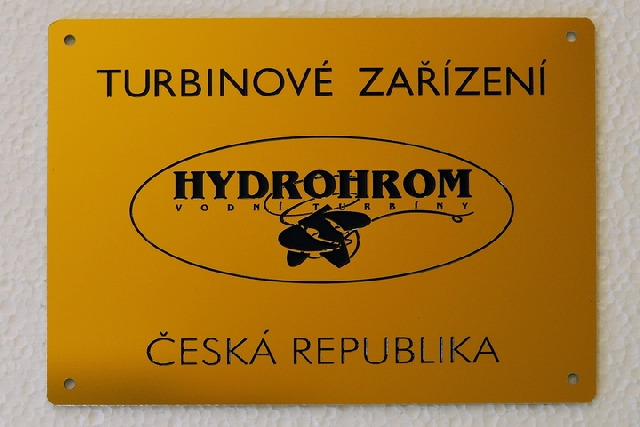 TURBINOVÉ ZAŘÍZENÍ
HYDROHROM
VODNÍ TURBÍNY
ČESKÁ REPUBLIKA